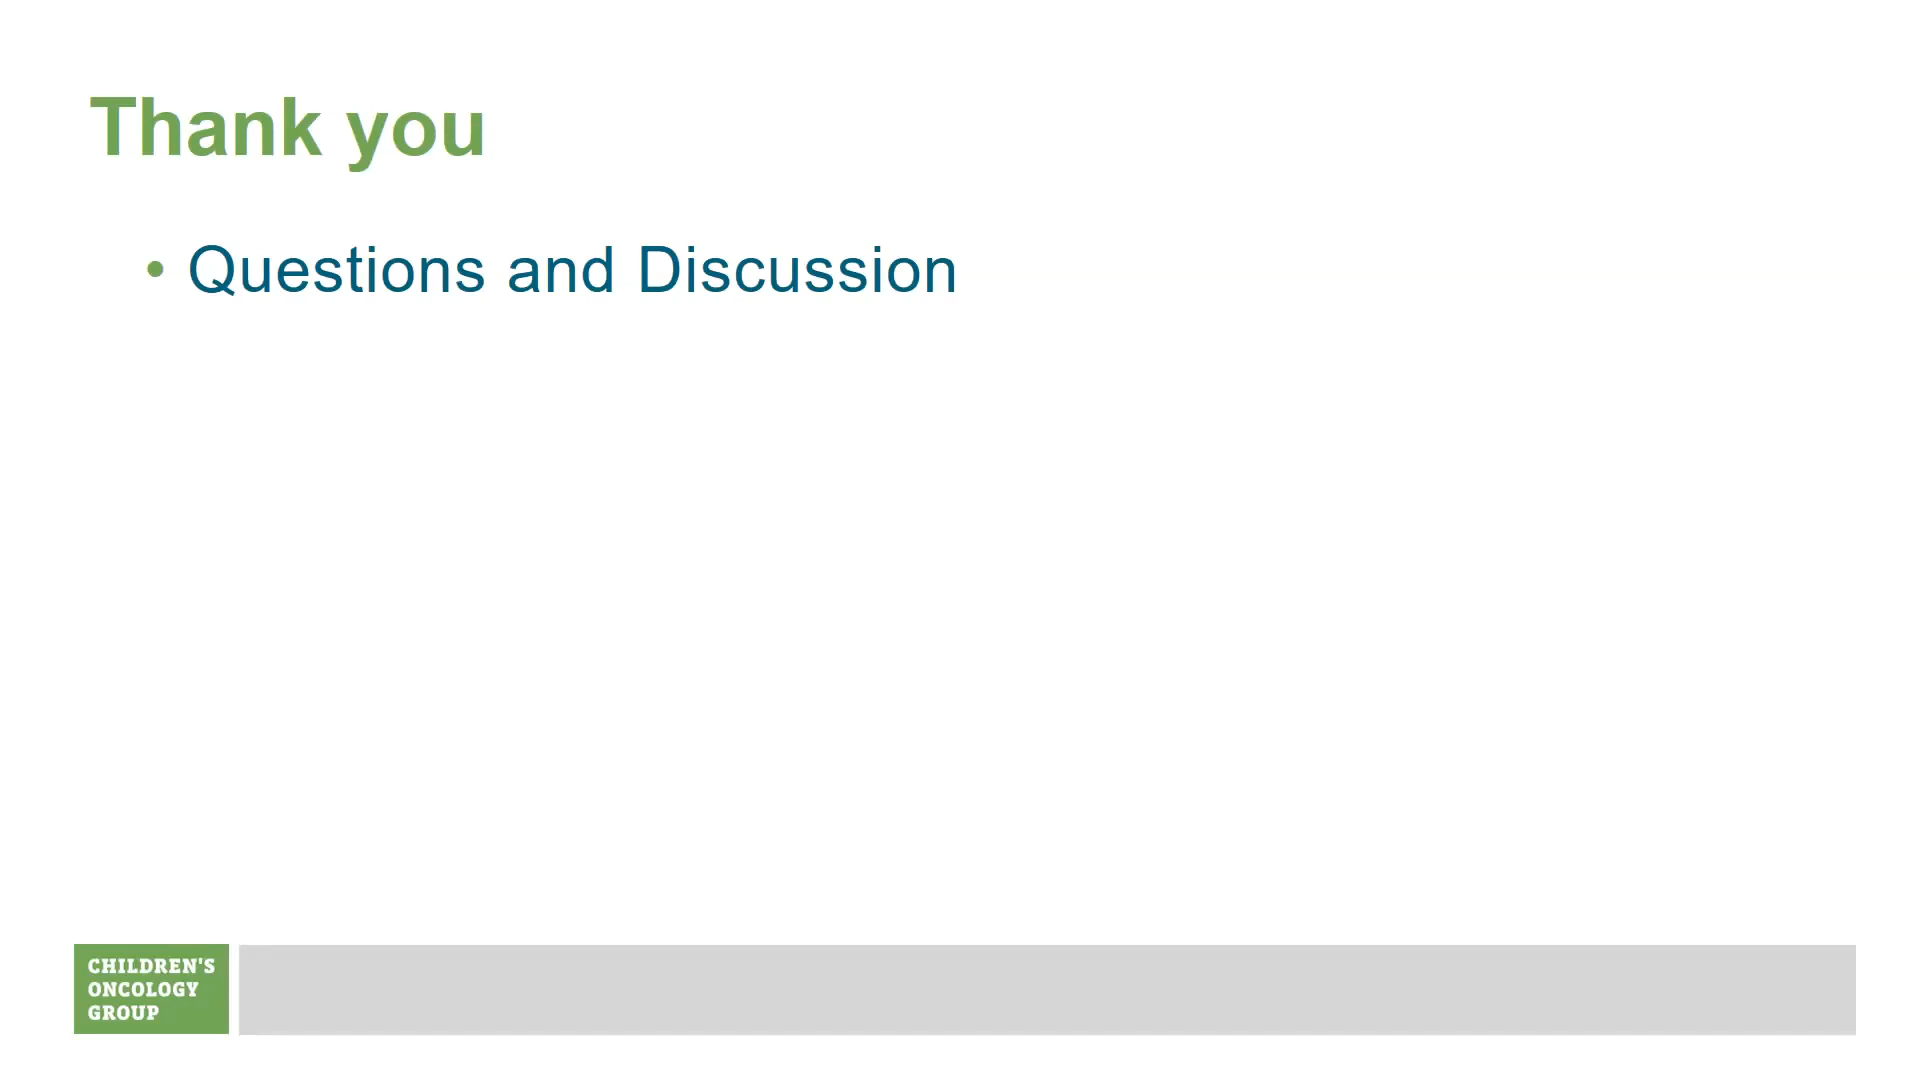 Thank you
• Questions and Discussion
CHILDREN'S
ONCOLOGY
GROUP